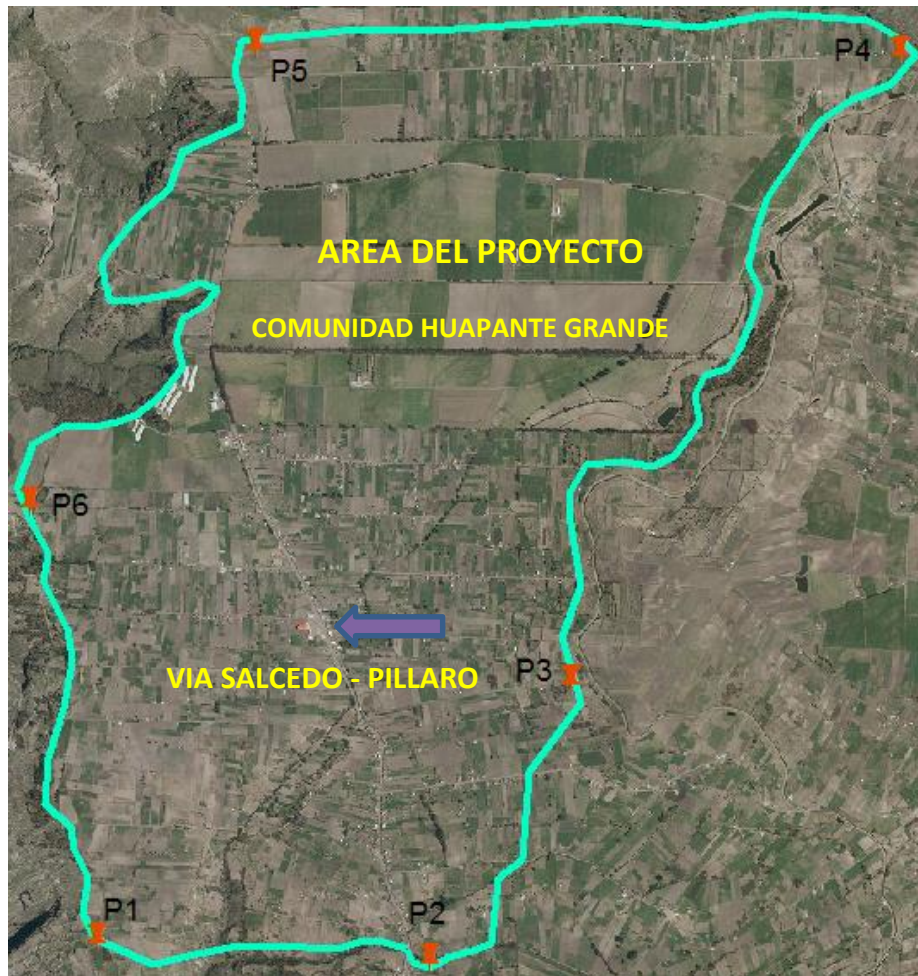 P5
P4
AREA DEL PROYECTO
COMUNIDAD HUAPANTE GRANDE
P6
VIA SALCEDO - PILLARO
P3
P1
P2